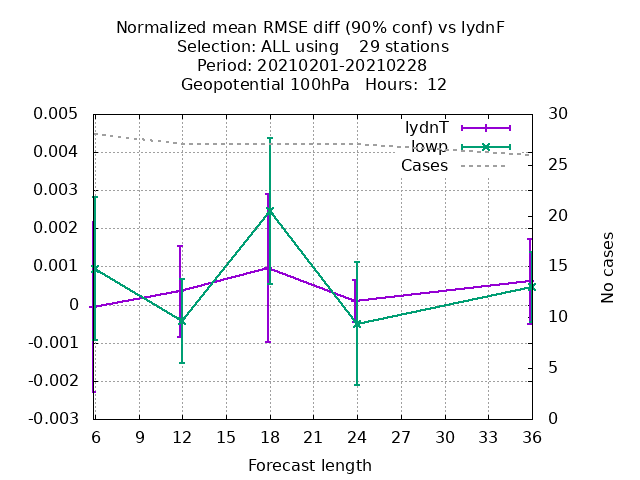 Normalized mean RMSE diff (90% conf) vs lydnF
Selection: ALL using    29 stations
Period: 20210201-20210228
Geopotential 100hPa   Hours:  12
0.005
0.004
0.003
0.002
0.001
0
-0.001
-0.002
-0.003
30
25
20
15
10
5
0
lydnT
lowp
Cases
No cases
6 9 12 15 18 21 24 27 30 33 36
Forecast length